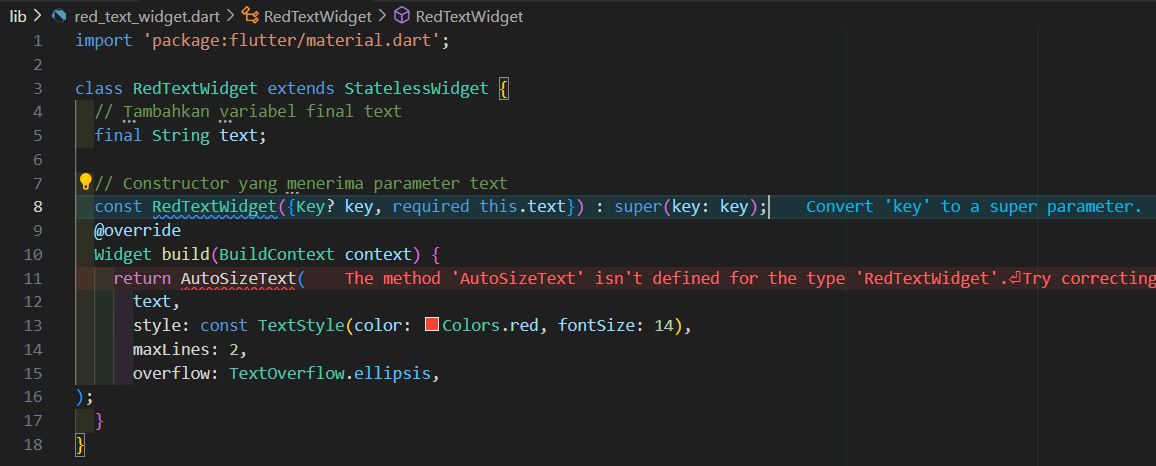 lib > red_text_widget.dart > RedTextWidget > RedTextWidget
1 import 'package:flutter/material.dart';
2
3 class RedTextWidget extends StatelessWidget {
4 // Tambahkan variabel final text
5 final String text;
6
7 // Constructor yang menerima parameter text
8 const RedTextWidget({Key? key, required this.text}) : super(key: key); Convert 'key' to a super parameter.
9 @override
10 Widget build(BuildContext context) {
11 return AutoSizeText( The method 'AutoSizeText' isn't defined for the type 'RedTextWidget'.⏎Try correcting
12 text,
13 style: const TextStyle(color: Colors.red, fontSize: 14),
14 maxLines: 2,
15 overflow: TextOverflow.ellipsis,
16 );
17 }
18 }